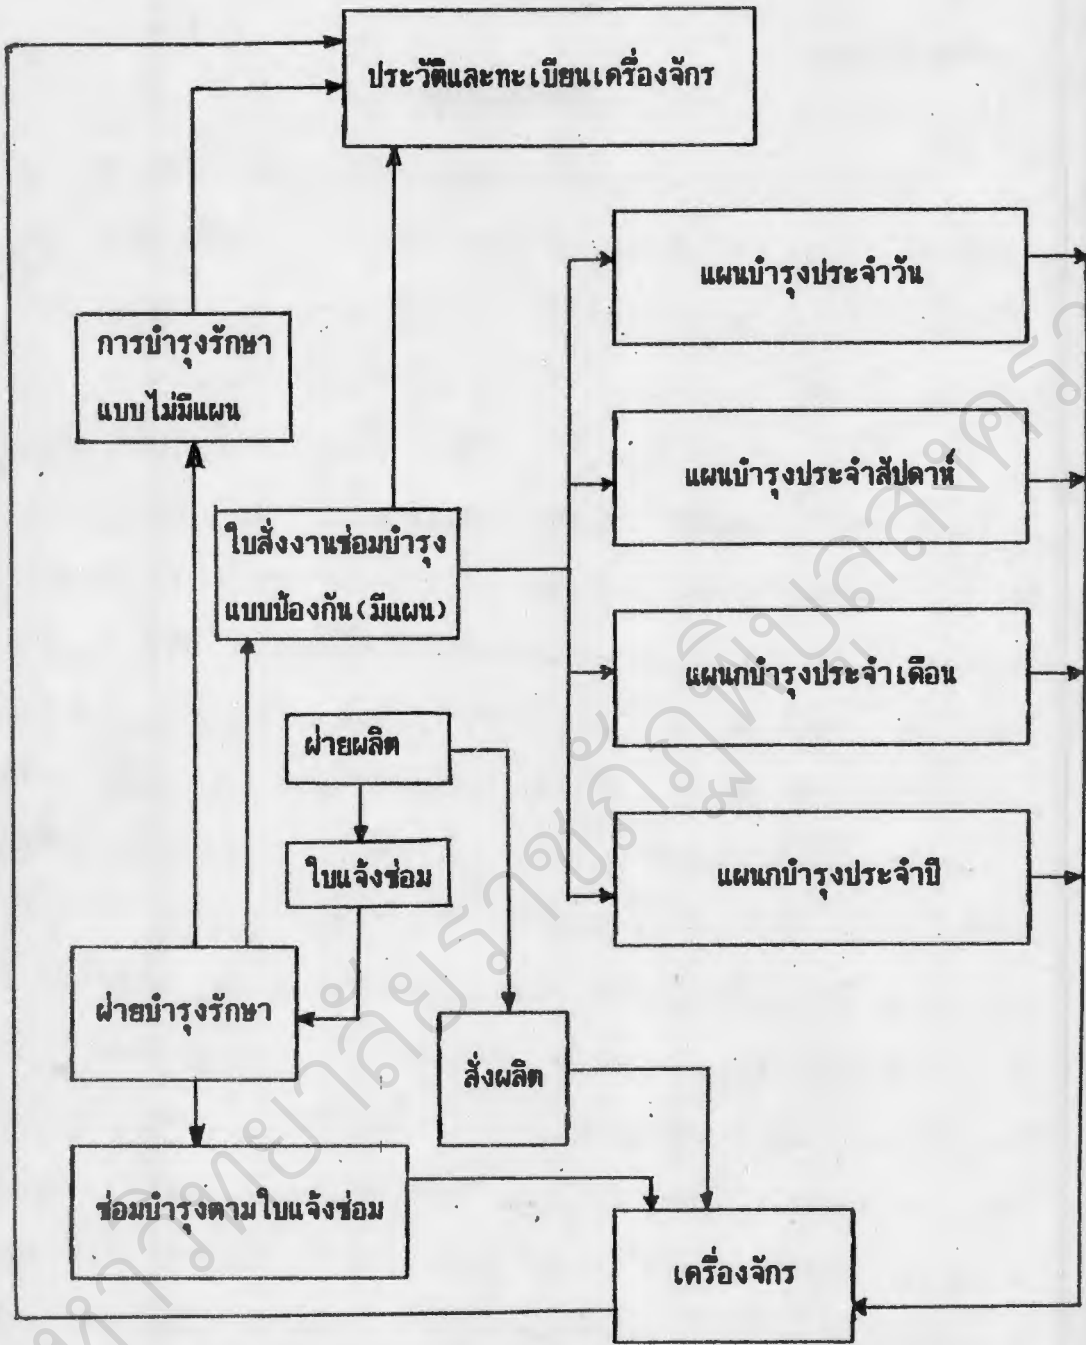 ประวัติและทะเบียนเครื่องจักร
แผนบำรุงประจำวัน
การบำรุงรักษา
แบบไม่มีแผน
แผนบำรุงประจำสัปดาห์
ใบสั่งงานซ่อมบำรุง
แบบป้องกัน(มีแผน)
แผนกบำรุงประจำเดือน
ฝ่ายผลิต
ใบแจ้งซ่อม
แผนกบำรุงประจำปี
ฝ่ายบำรุงรักษา
สั่งผลิต
ซ่อมบำรุงตามใบแจ้งซ่อม
เครื่องจักร